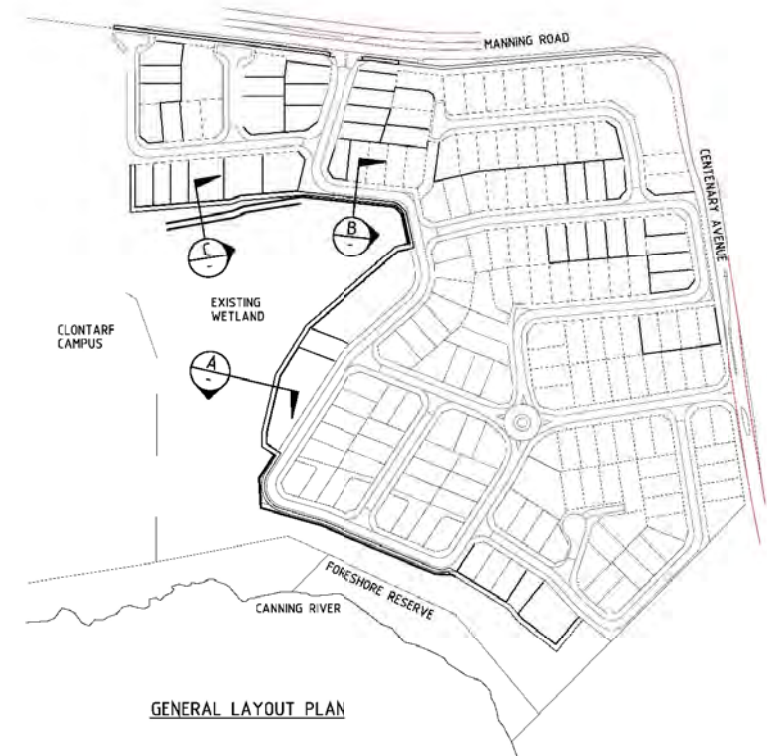 MANNING ROAD
CENTENARY AVENUE
B
-
C
-
EXISTING
WETLAND
CLONTARF
CAMPUS
A
-
FORESHORE RESERVE
CANNING RIVER
GENERAL LAYOUT PLAN